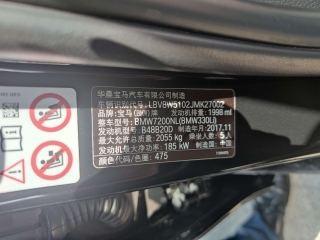 华晨宝马汽车有限公司制造
车辆识别代号: LBV8W5102JMK27002
品牌: 宝马(BMW)牌 发动机排量: 1998 ml
整车型号: BMW7200NL(BMW330Li)
发动机型号: B48B20D 制造年月: 2017.11
最大允许总质量: 2055 kg 乘坐人数: 5人
发动机最大净功率: 185 kW 制造国: 中国
颜色代码/色号: 475